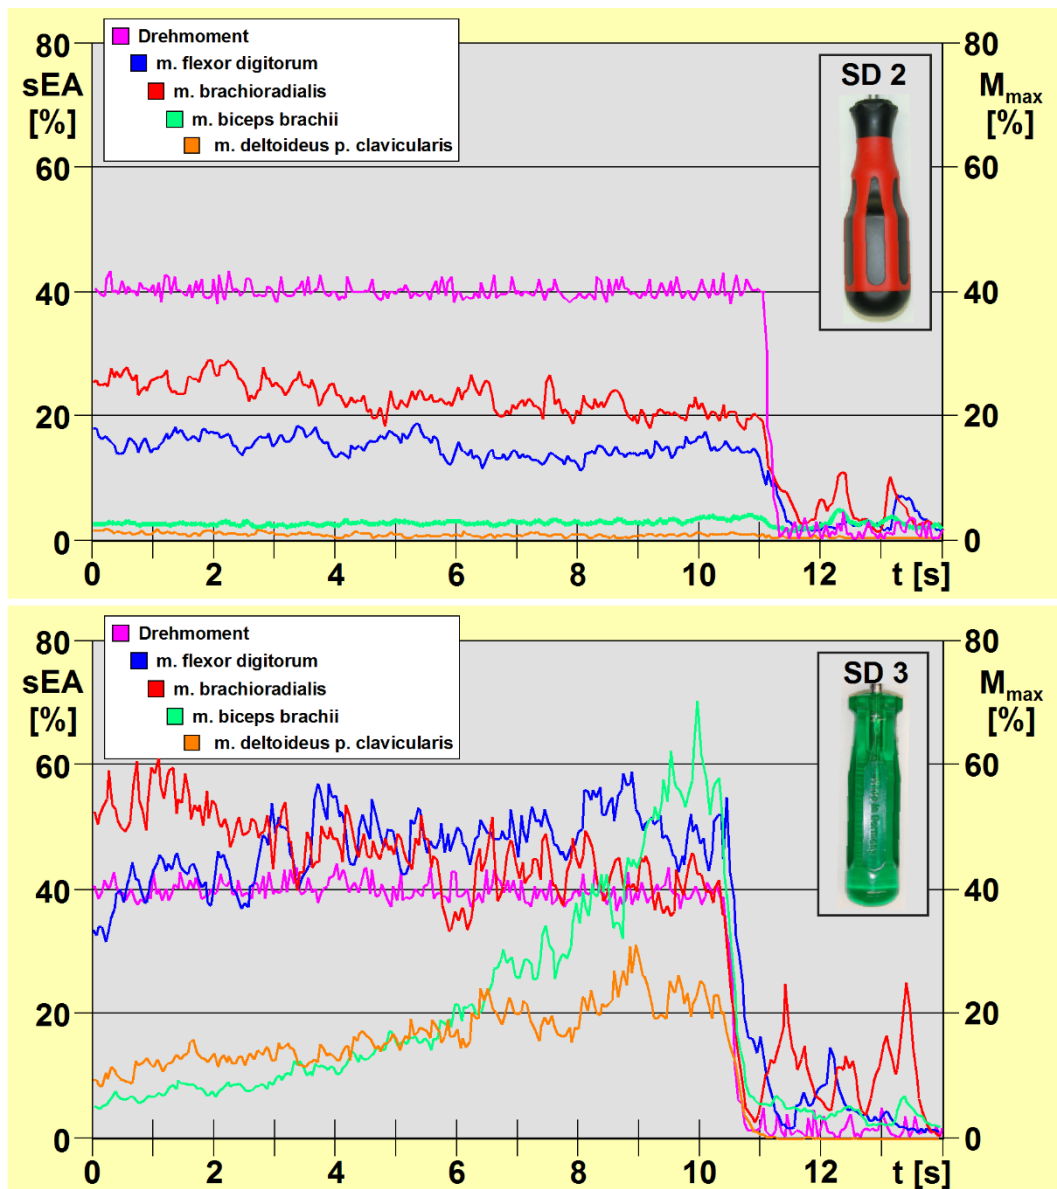 80
sEA
[%]
60
40
20
0
Drehmoment
m. flexor digitorum
m. brachioradialis
m. biceps brachii
m. deltoideus p. clavicularis
SD 2
80
M max
[%]
60
40
20
0
0 2 4 6 8 10 12 t [s]
80
sEA
[%]
60
40
20
0
Drehmoment
m. flexor digitorum
m. brachioradialis
m. biceps brachii
m. deltoideus p. clavicularis
SD 3
80
M max
[%]
60
40
20
0
0 2 4 6 8 10 12 t [s]